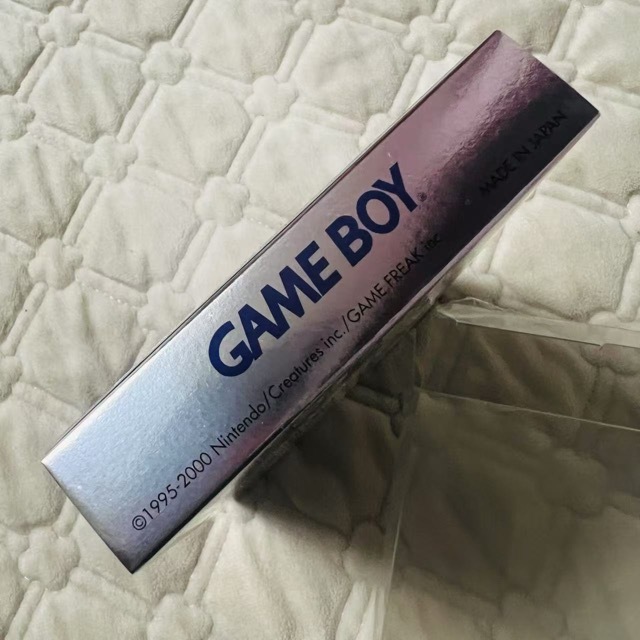 GAME BOY
MADE IN JAPAN
©1995-2000 Nintendo/Creatures inc./GAME FREAK inc.